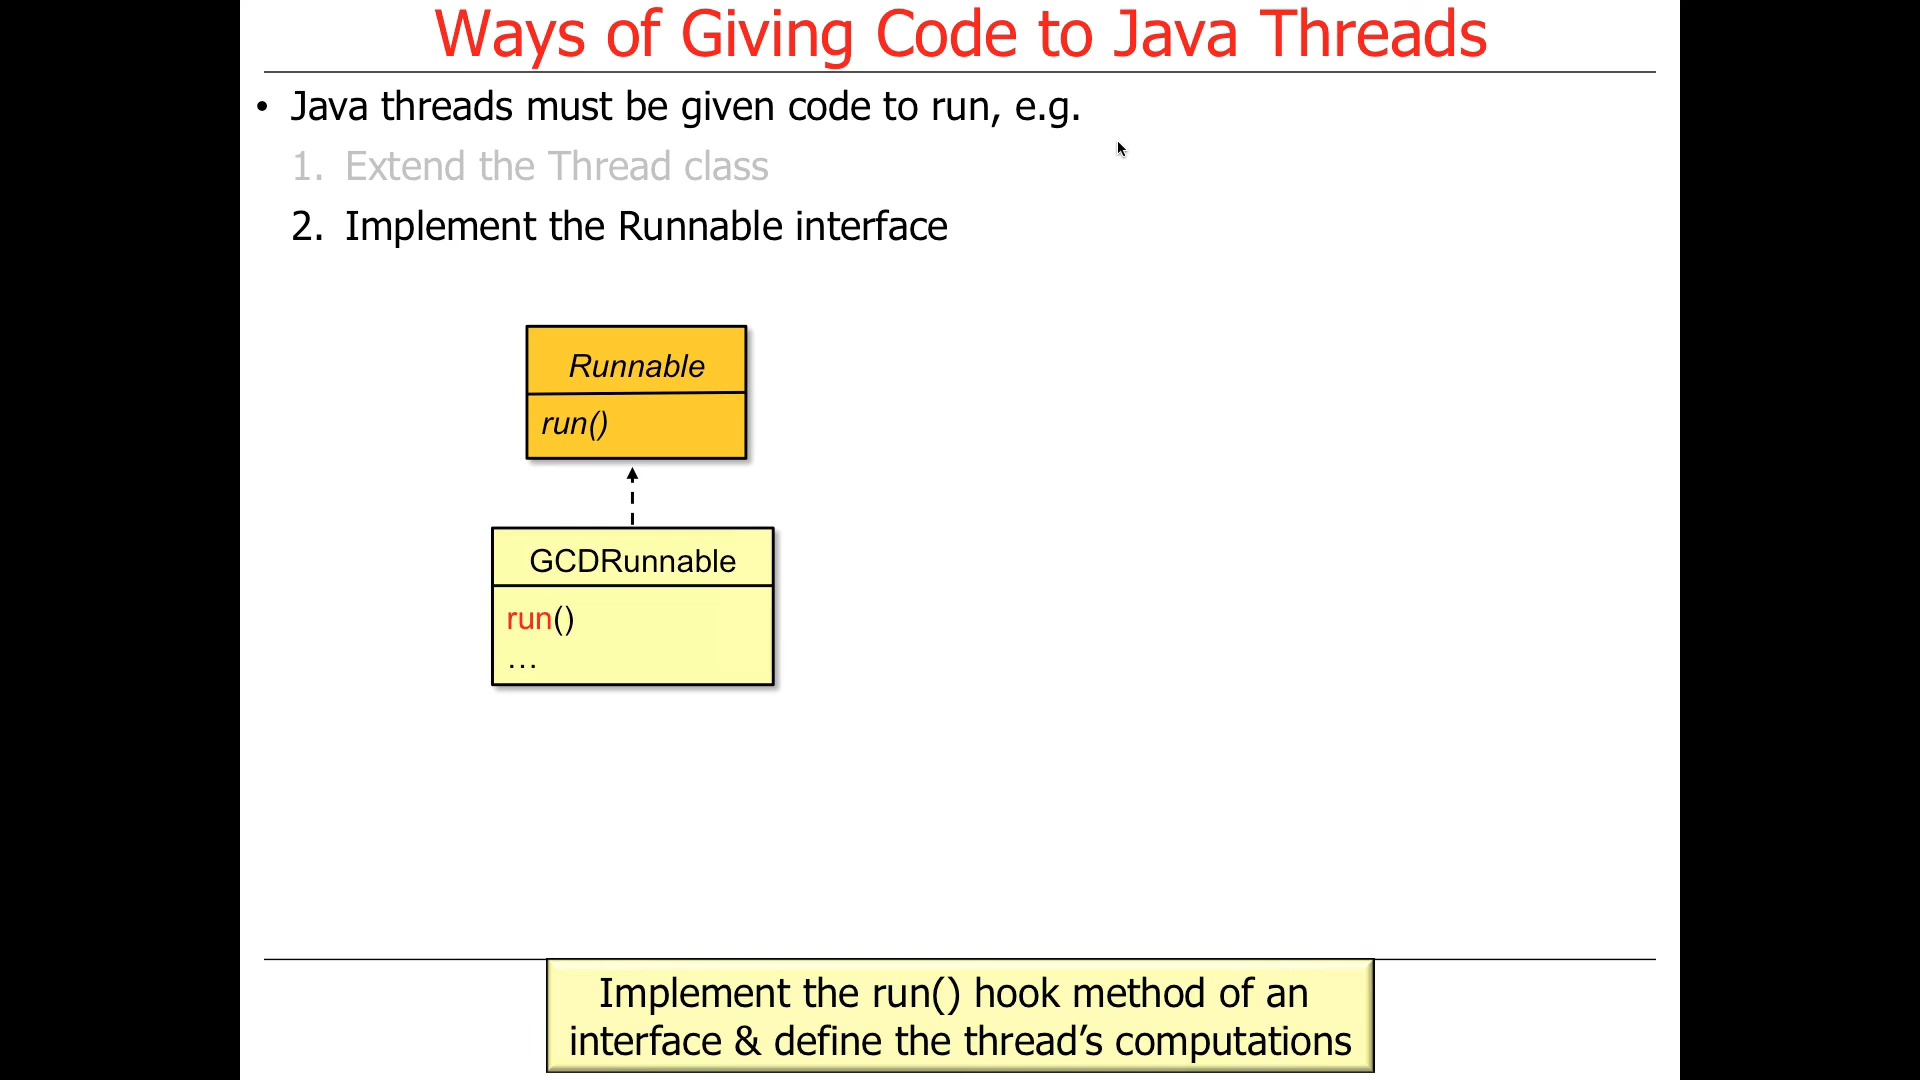 Ways of Giving Code to Java Threads
• Java threads must be given code to run, e.g.
1. Extend the Thread class
2. Implement the Runnable interface
Runnable
run()
GCDRunnable
run()
…
Implement the run() hook method of an
interface & define the thread’s computations